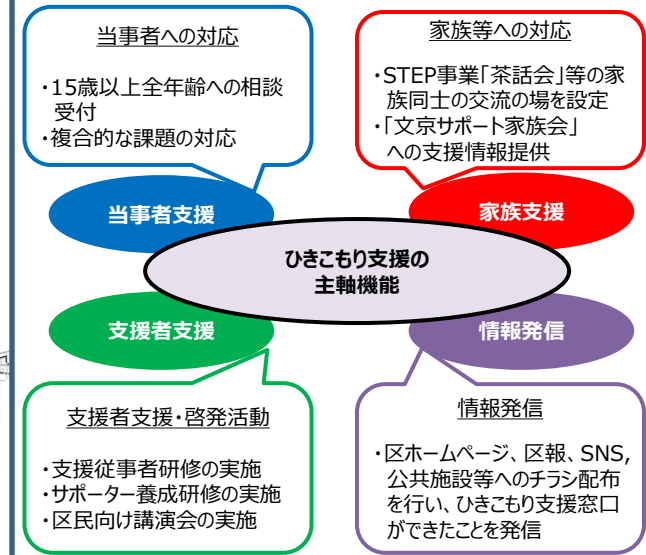 当事者への対応
・15歳以上全年齢への相談
受付
・複合的な課題の対応
家族等への対応
・STEP事業「茶話会」等の家
族同士の交流の場を設定
・「文京サポート家族会」
への支援情報提供
当事者支援
家族支援
ひきこもり支援の
主軸機能
支援者支援
情報発信
支援者支援・啓発活動
・支援従事者研修の実施
・サポーター養成研修の実施
・区民向け講演会の実施
情報発信
・区ホームページ、区報、SNS,
公共施設等へのチラシ配布
を行い、ひきこもり支援窓口
ができたことを発信